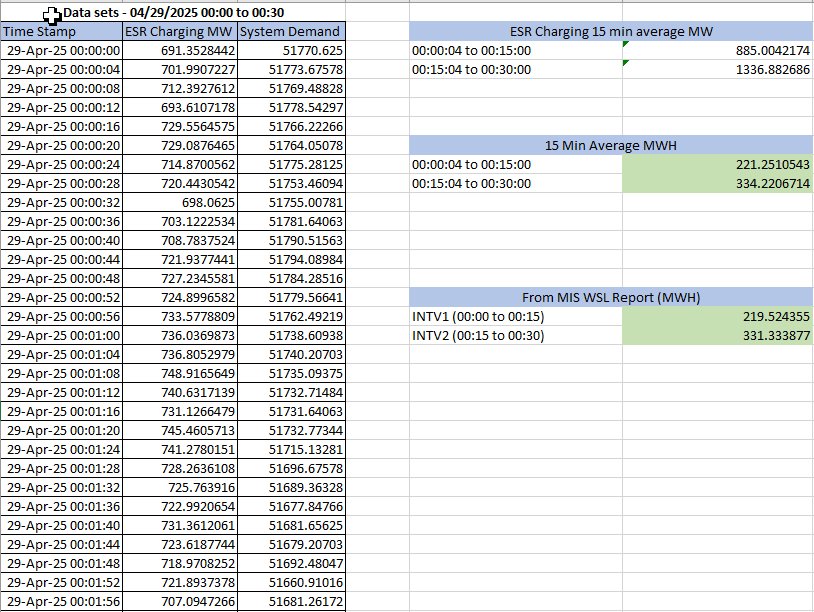 Data sets - 04/29/2025 00:00 to 00:30
Time Stamp ESR Charging MW System Demand ESR Charging 15 min average MW
29-Apr-25 00:00:00 691.3528442 51770.625 00:00:04 to 00:15:00 885.0042174
29-Apr-25 00:00:04 701.9907227 51773.67578 00:15:04 to 00:30:00 1336.882686
29-Apr-25 00:00:08 712.3927612 51769.48828
29-Apr-25 00:00:12 693.6107178 51778.54297
29-Apr-25 00:00:16 729.5564575 51766.22266
29-Apr-25 00:00:20 729.0876465 51764.05078 15 Min Average MWH
29-Apr-25 00:00:24 714.8700562 51775.28125 00:00:04 to 00:15:00 221.2510543
29-Apr-25 00:00:28 720.4430542 51753.46094 00:15:04 to 00:30:00 334.2206714
29-Apr-25 00:00:32 698.0625 51755.00781
29-Apr-25 00:00:36 703.1222534 51781.64063
29-Apr-25 00:00:40 708.7837524 51790.51563
29-Apr-25 00:00:44 721.9377441 51794.08984
29-Apr-25 00:00:48 727.2345581 51784.28516
29-Apr-25 00:00:52 724.8996582 51779.56641 From MIS WSL Report (MWH)
29-Apr-25 00:00:56 733.5778809 51762.49219 INTV1 (00:00 to 00:15) 219.524355
29-Apr-25 00:01:00 736.0369873 51738.60938 INTV2 (00:15 to 00:30) 331.333877
29-Apr-25 00:01:04 736.8052979 51740.20703
29-Apr-25 00:01:08 748.9165649 51735.09375
29-Apr-25 00:01:12 740.6317139 51732.71484
29-Apr-25 00:01:16 731.1266479 51731.64063
29-Apr-25 00:01:20 745.4605713 51732.77344
29-Apr-25 00:01:24 741.2780151 51715.13281
29-Apr-25 00:01:28 728.2636108 51696.67578
29-Apr-25 00:01:32 725.763916 51689.36328
29-Apr-25 00:01:36 722.9920654 51677.84766
29-Apr-25 00:01:40 731.3612061 51681.65625
29-Apr-25 00:01:44 723.6187744 51679.20703
29-Apr-25 00:01:48 718.9708252 51692.48047
29-Apr-25 00:01:52 721.8937378 51660.91016
29-Apr-25 00:01:56 707.0947266 51681.26172